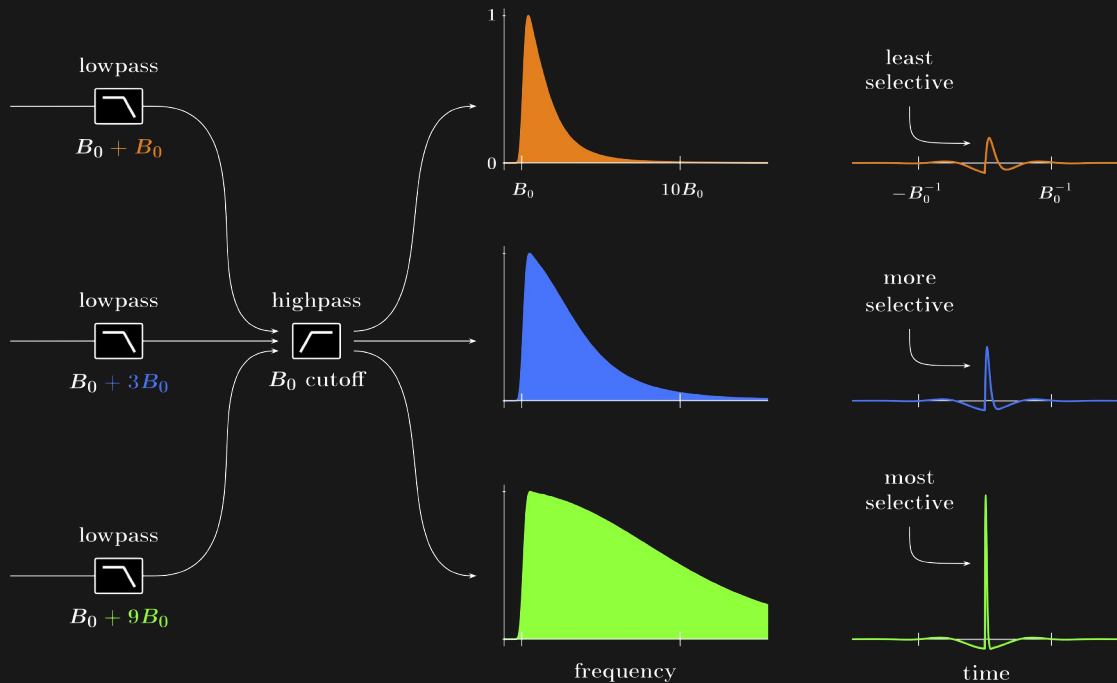 lowpass
B₀ + B₀
lowpass
B₀ + 3B₀
lowpass
B₀ + 9B₀
highpass
B₀ cutoff
1
0
B₀
10B₀
frequency
least
selective
−B₀⁻¹
B₀⁻¹
more
selective
most
selective
time